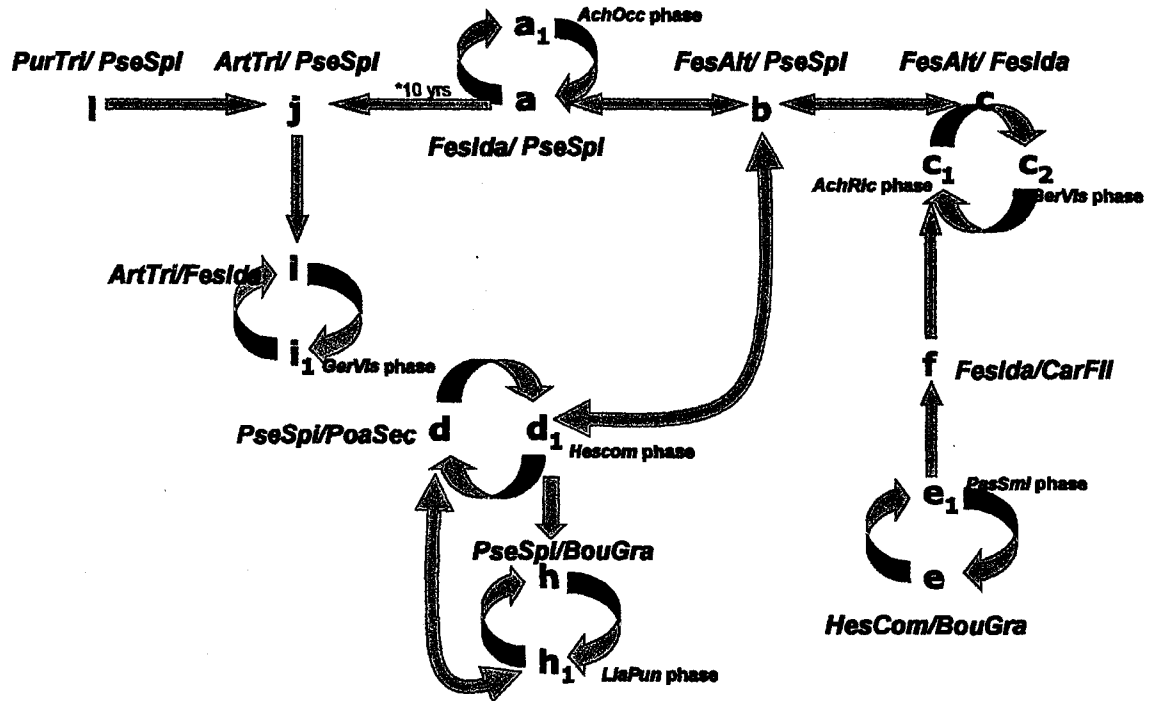 a1 AchOcc phase
PurTri/ PseSpI ArtTri/ PseSpI FesAlt/ PseSpI FesAlt/ FesIda
l j *10 yrs a b c
FesIda/ PseSpI
c1 c2
AchRic phase GerVis phase
ArtTri/FesIda i
i1 GerVis phase
f FesIda/CarFil
PseSpi/PoaSec d d1 Hescom phase
e1 PasSmi phase
PseSpi/BouGra
h e
HesCom/BouGra
h1 LiaPun phase